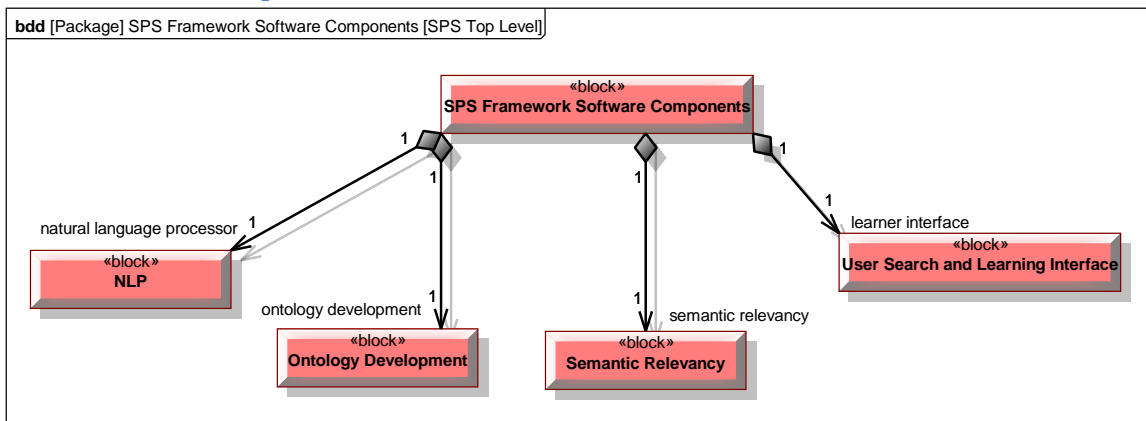 bdd [Package] SPS Framework Software Components [SPS Top Level]
«block»
SPS Framework Software Components
1
1
1
1
natural language processor
1
«block»
NLP
ontology development
1
«block»
Ontology Development
1
semantic relevancy
«block»
Semantic Relevancy
1
learner interface
«block»
User Search and Learning Interface